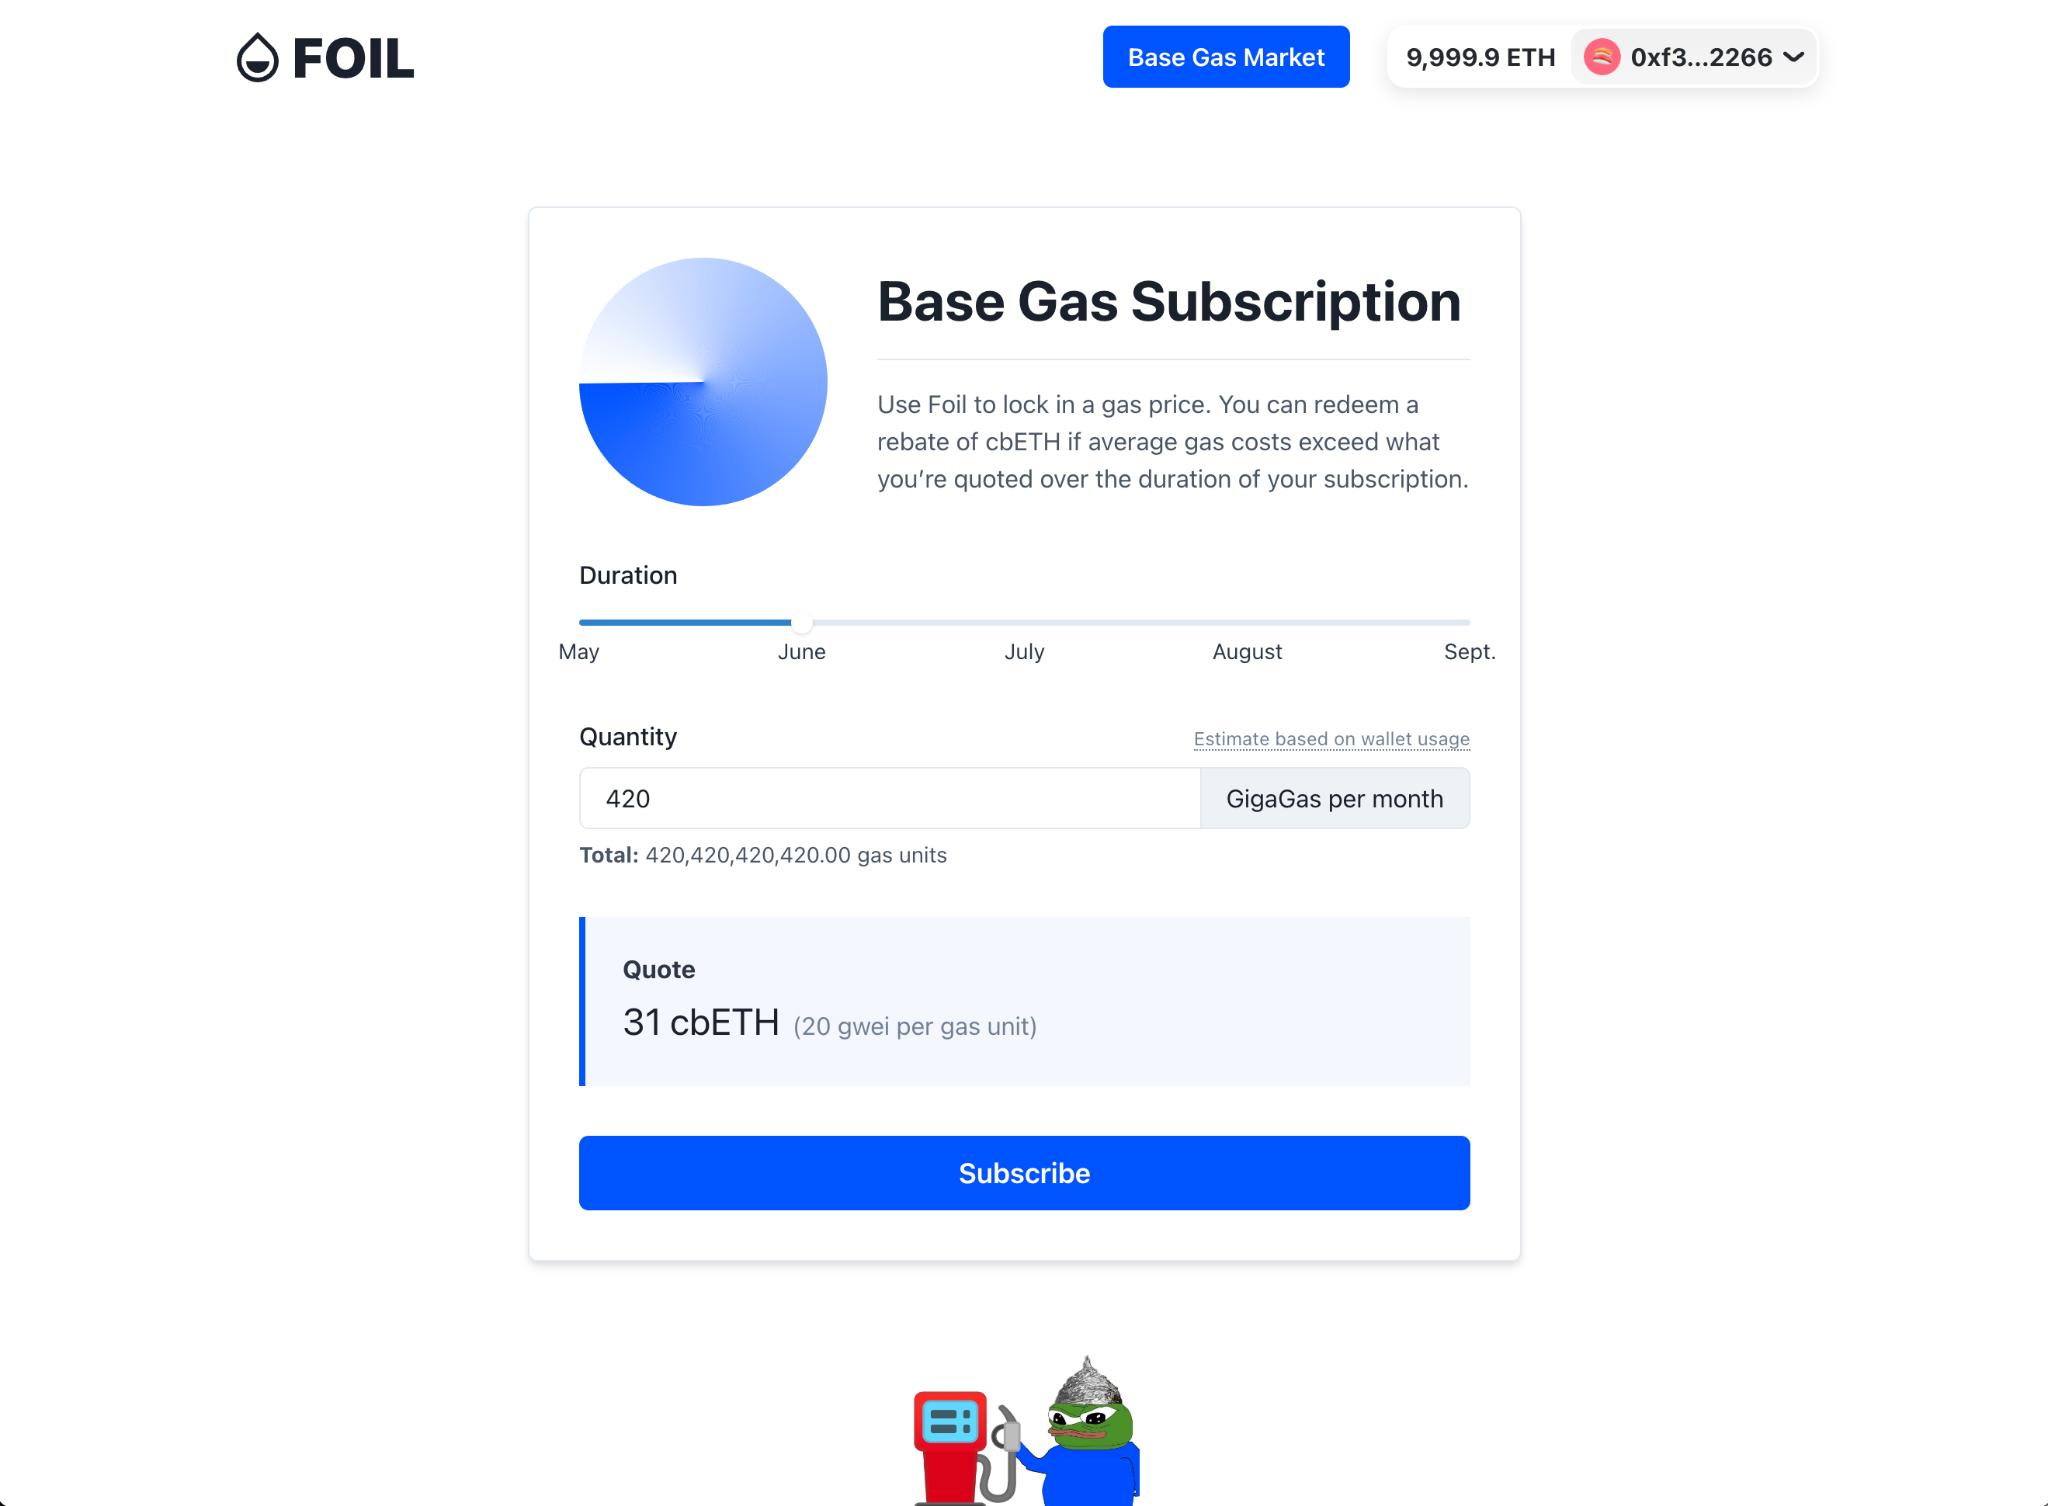 FOIL
Base Gas Market
9,999.9 ETH
0xf3...2266
Base Gas Subscription
Use Foil to lock in a gas price. You can redeem a
rebate of cbETH if average gas costs exceed what
you’re quoted over the duration of your subscription.
Duration
May June July August Sept.
Quantity
Estimate based on wallet usage
420
GigaGas per month
Total: 420,420,420,420.00 gas units
Quote
31 cbETH (20 gwei per gas unit)
Subscribe